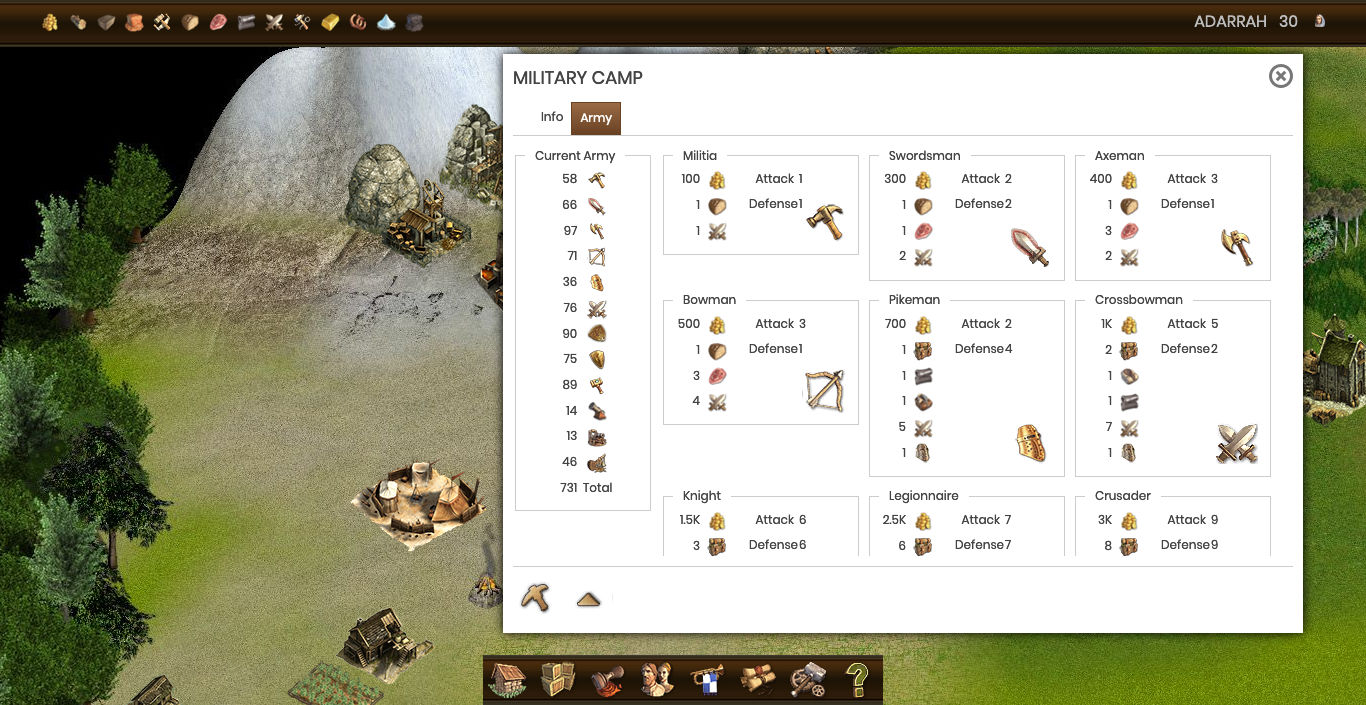 ADARRAH 30
MILITARY CAMP
Info Army
Current Army
58
66
97
71
36
76
90
75
89
14
13
46
731 Total
Militia
100 Attack 1
1 Defense1
1
Swordsman
300 Attack 2
1 Defense2
1
2
Axeman
400 Attack 3
1 Defense1
3
2
Bowman
500 Attack 3
1 Defense1
3
4
Pikeman
700 Attack 2
1 Defense4
1
1
5
1
Crossbowman
1K Attack 5
2 Defense2
1
1
7
1
Knight
1.5K Attack 6
3 Defense6
Legionnaire
2.5K Attack 7
6 Defense7
Crusader
3K Attack 9
8 Defense9
?